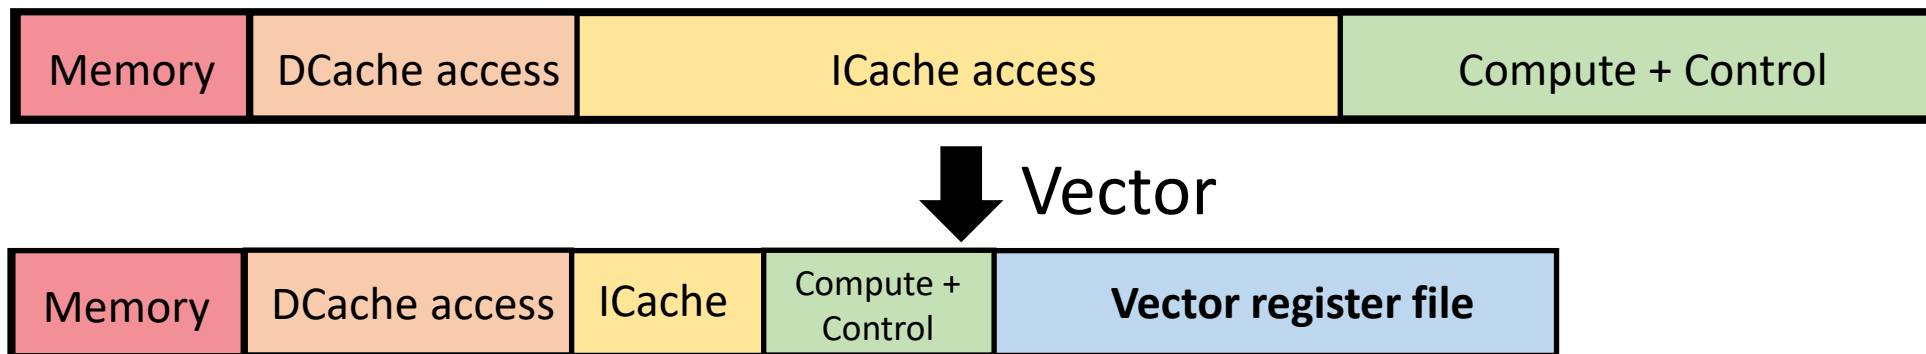 Memory
DCache access
ICache access
Compute + Control
Vector
Memory
DCache access
ICache
Compute +
Control
Vector register file